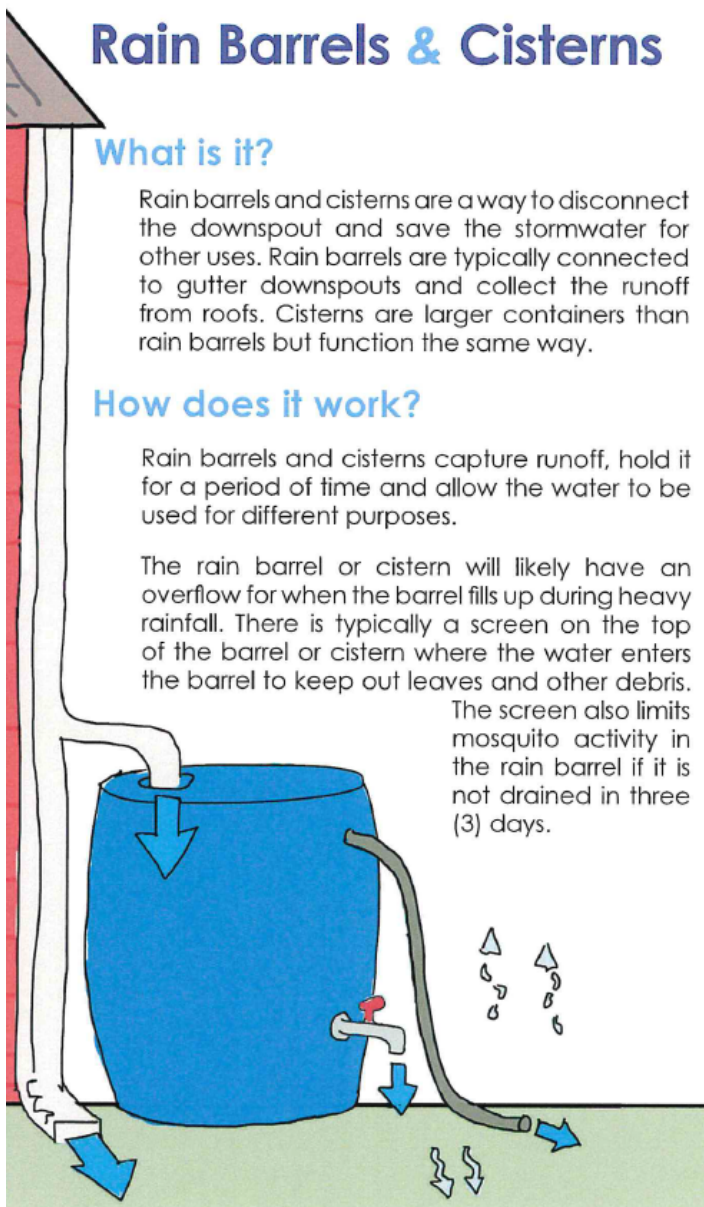 Rain Barrels & Cisterns
What is it?
Rain barrels and cisterns are a way to disconnect
the downspout and save the stormwater for
other uses. Rain barrels are typically connected
to gutter downspouts and collect the runoff
from roofs. Cisterns are larger containers than
rain barrels but function the same way.
How does it work?
Rain barrels and cisterns capture runoff, hold it
for a period of time and allow the water to be
used for different purposes.
The rain barrel or cistern will likely have an
overflow for when the barrel fills up during heavy
rainfall. There is typically a screen on the top
of the barrel or cistern where the water enters
the barrel to keep out leaves and other debris.
The screen also limits
mosquito activity in
the rain barrel if it is
not drained in three
(3) days.